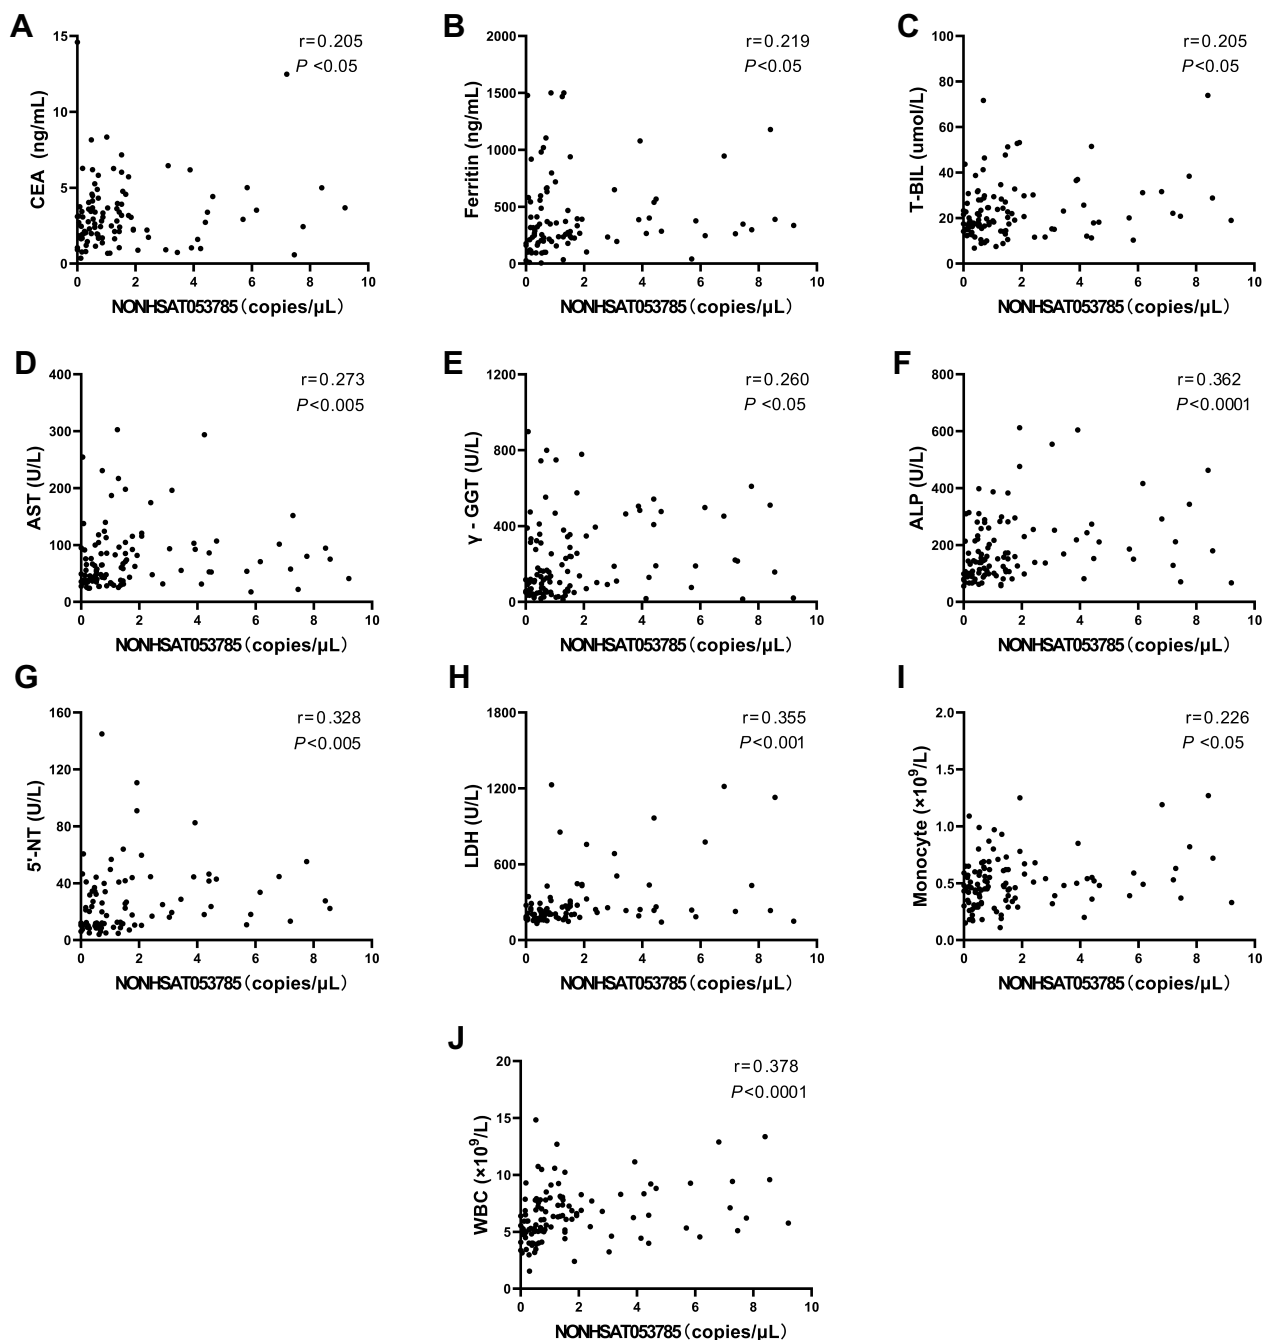 A
r=0.205
P <0.05
CEA (ng/mL)
15
10
5
0
0 2 4 6 8 10
NONHSAT053785（copies/μL）
B
r=0.219
P<0.05
Ferritin (ng/mL)
2000
1500
1000
500
0
0 2 4 6 8 10
NONHSAT053785（copies/μL）
C
r=0.205
P<0.05
T-BIL (umol/L)
100
80
60
40
20
0
0 2 4 6 8 10
NONHSAT053785（copies/μL）
D
r=0.273
P<0.005
AST (U/L)
400
300
200
100
0
0 2 4 6 8 10
NONHSAT053785（copies/μL）
E
r=0.260
P <0.05
γ - GGT (U/L)
1200
800
400
0
0 2 4 6 8 10
NONHSAT053785（copies/μL）
F
r=0.362
P<0.0001
ALP (U/L)
800
600
400
200
0
0 2 4 6 8 10
NONHSAT053785（copies/μL）
G
r=0.328
P<0.005
5'-NT (U/L)
160
120
80
40
0
0 2 4 6 8 10
NONHSAT053785（copies/μL）
H
r=0.355
P<0.001
LDH (U/L)
1800
1200
600
0
0 2 4 6 8 10
NONHSAT053785（copies/μL）
I
r=0.226
P <0.05
Monocyte (×10⁹/L)
2.0
1.5
1.0
0.5
0.0
0 2 4 6 8 10
NONHSAT053785（copies/μL）
J
r=0.378
P<0.0001
WBC (×10⁹/L)
20
15
10
5
0
0 2 4 6 8 10
NONHSAT053785（copies/μL）